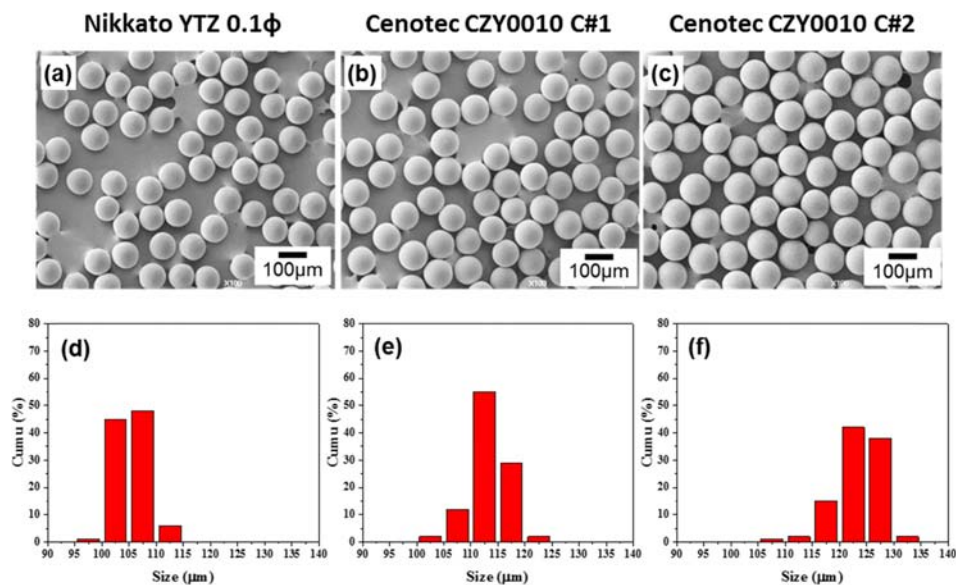 Nikkato YTZ 0.1ϕ
Cenotec CZY0010 C#1
Cenotec CZY0010 C#2
(a)
(b)
(c)
100μm
100μm
100μm
X100
X100
X100
(d)
80
70
60
50
40
30
20
10
0
Cumu (%)
90 95 100 105 110 115 120 125 130 135 140
Size (μm)
(e)
80
70
60
50
40
30
20
10
0
Cumu (%)
90 95 100 105 110 115 120 125 130 135 140
Size (μm)
(f)
80
70
60
50
40
30
20
10
0
Cumu (%)
90 95 100 105 110 115 120 125 130 135 140
Size (μm)